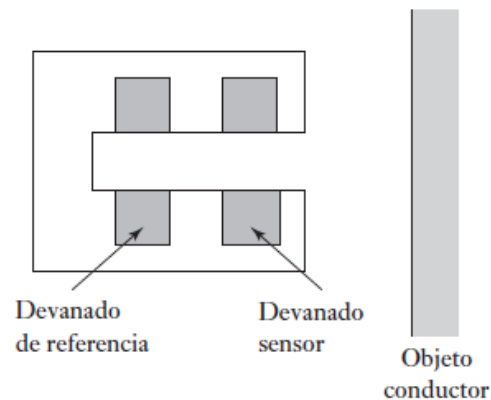 Devanado
de referencia
Devanado
sensor
Objeto
conductor